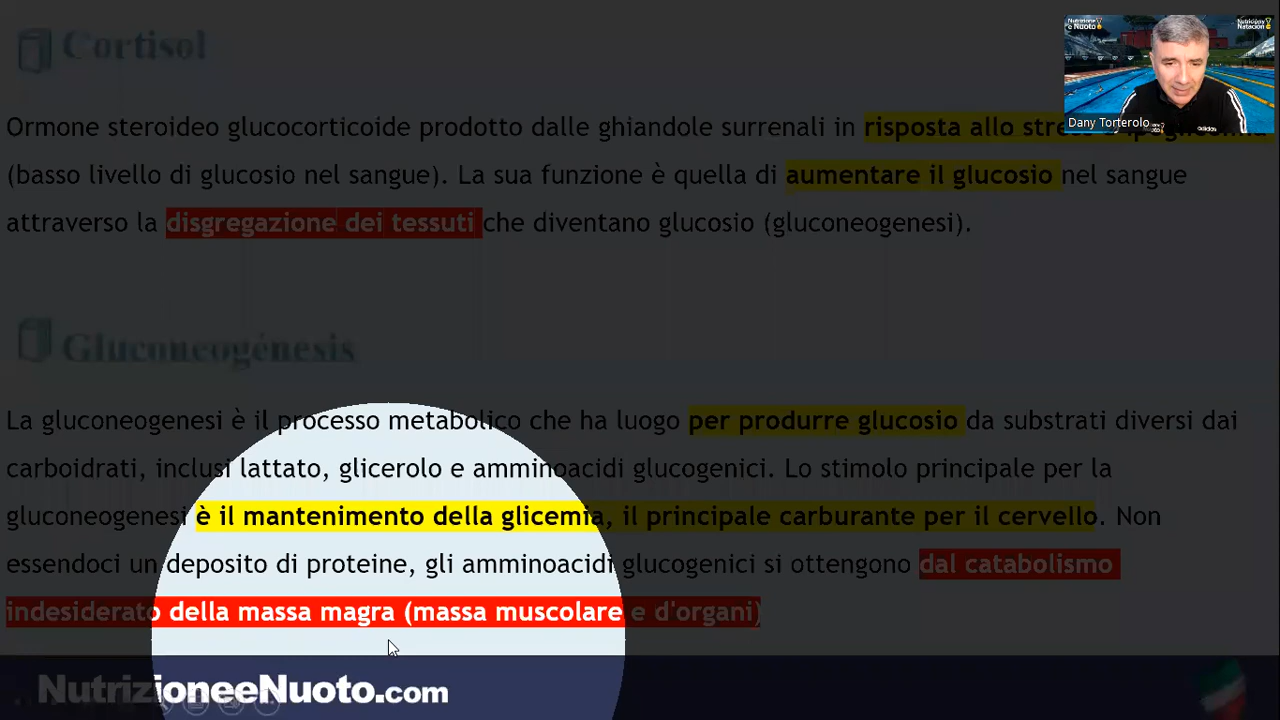 Cortisol
Nutrizione
e Nuoto
Nutrición y
Natación
Dany Torterolo
adidas
Ormone steroideo glucocorticoide prodotto dalle ghiandole surrenali in risposta allo
(basso livello di glucosio nel sangue). La sua funzione è quella di aumentare il glucosio nel sangue
attraverso la disgregazione dei tessuti che diventano glucosio (gluconeogenesi).
Gluconeogénesis
La gluconeogenesi è il processo metabolico che ha luogo per produrre glucosio da substrati diversi dai
carboidrati, inclusi lattato, glicerolo e amminoacidi glucogenici. Lo stimolo principale per la
gluconeogenesi è il mantenimento della glicemia, il principale carburante per il cervello. Non
essendoci un deposito di proteine, gli amminoacidi glucogenici si ottengono dal catabolismo
indesiderato della massa magra (massa muscolare e d'organi)
NutrizioneeNuoto.com